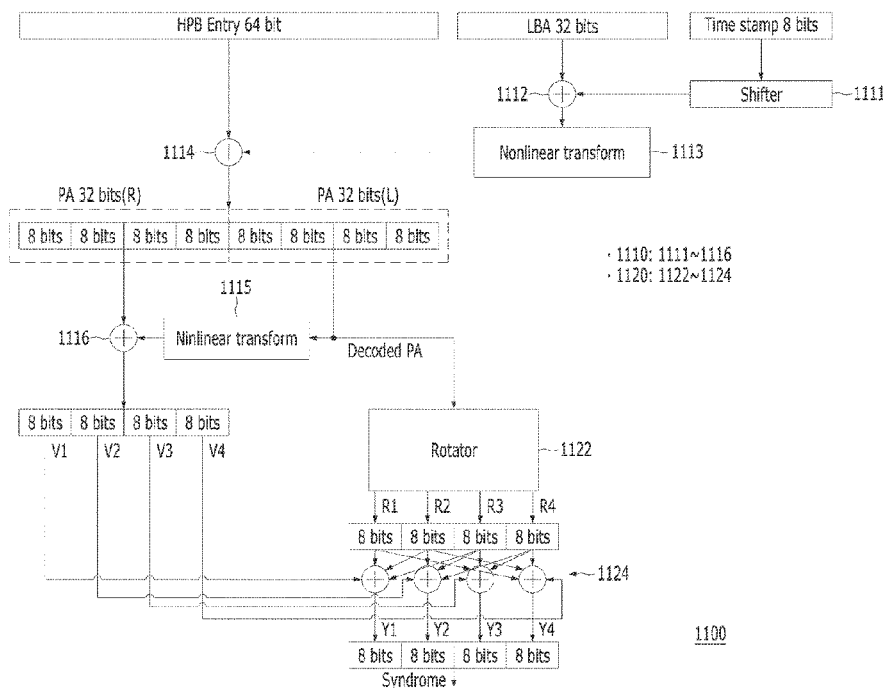 HPB Entry 64 bit
LBA 32 bits
Time stamp 8 bits
1112
Shifter
1111
1114
Nonlinear transform
1113
PA 32 bits(R)
PA 32 bits(L)
8 bits 8 bits 8 bits 8 bits 8 bits 8 bits 8 bits 8 bits
· 1110: 1111~1116
· 1120: 1122~1124
1115
1116
Ninlinear transform
Decoded PA
8 bits 8 bits 8 bits 8 bits
V1 V2 V3 V4
Rotator
1122
R1 R2 R3 R4
8 bits 8 bits 8 bits 8 bits
1124
Y1 Y2 Y3 Y4
8 bits 8 bits 8 bits 8 bits
Syndrome
1100